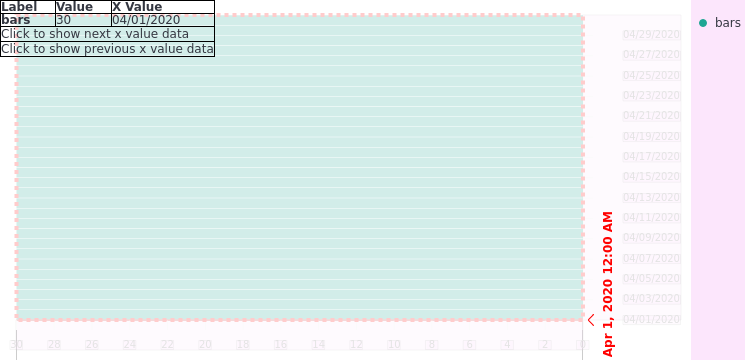 Label Value X Value
bars 30 04/01/2020
Click to show next x value data
Click to show previous x value data
bars
04/29/2020
04/27/2020
04/25/2020
04/23/2020
04/21/2020
04/19/2020
04/17/2020
04/15/2020
04/13/2020
04/11/2020
04/09/2020
04/07/2020
04/05/2020
04/03/2020
04/01/2020
Apr 1, 2020 12:00 AM
30 28 26 24 22 20 18 16 14 12 10 8 6 4 2 0